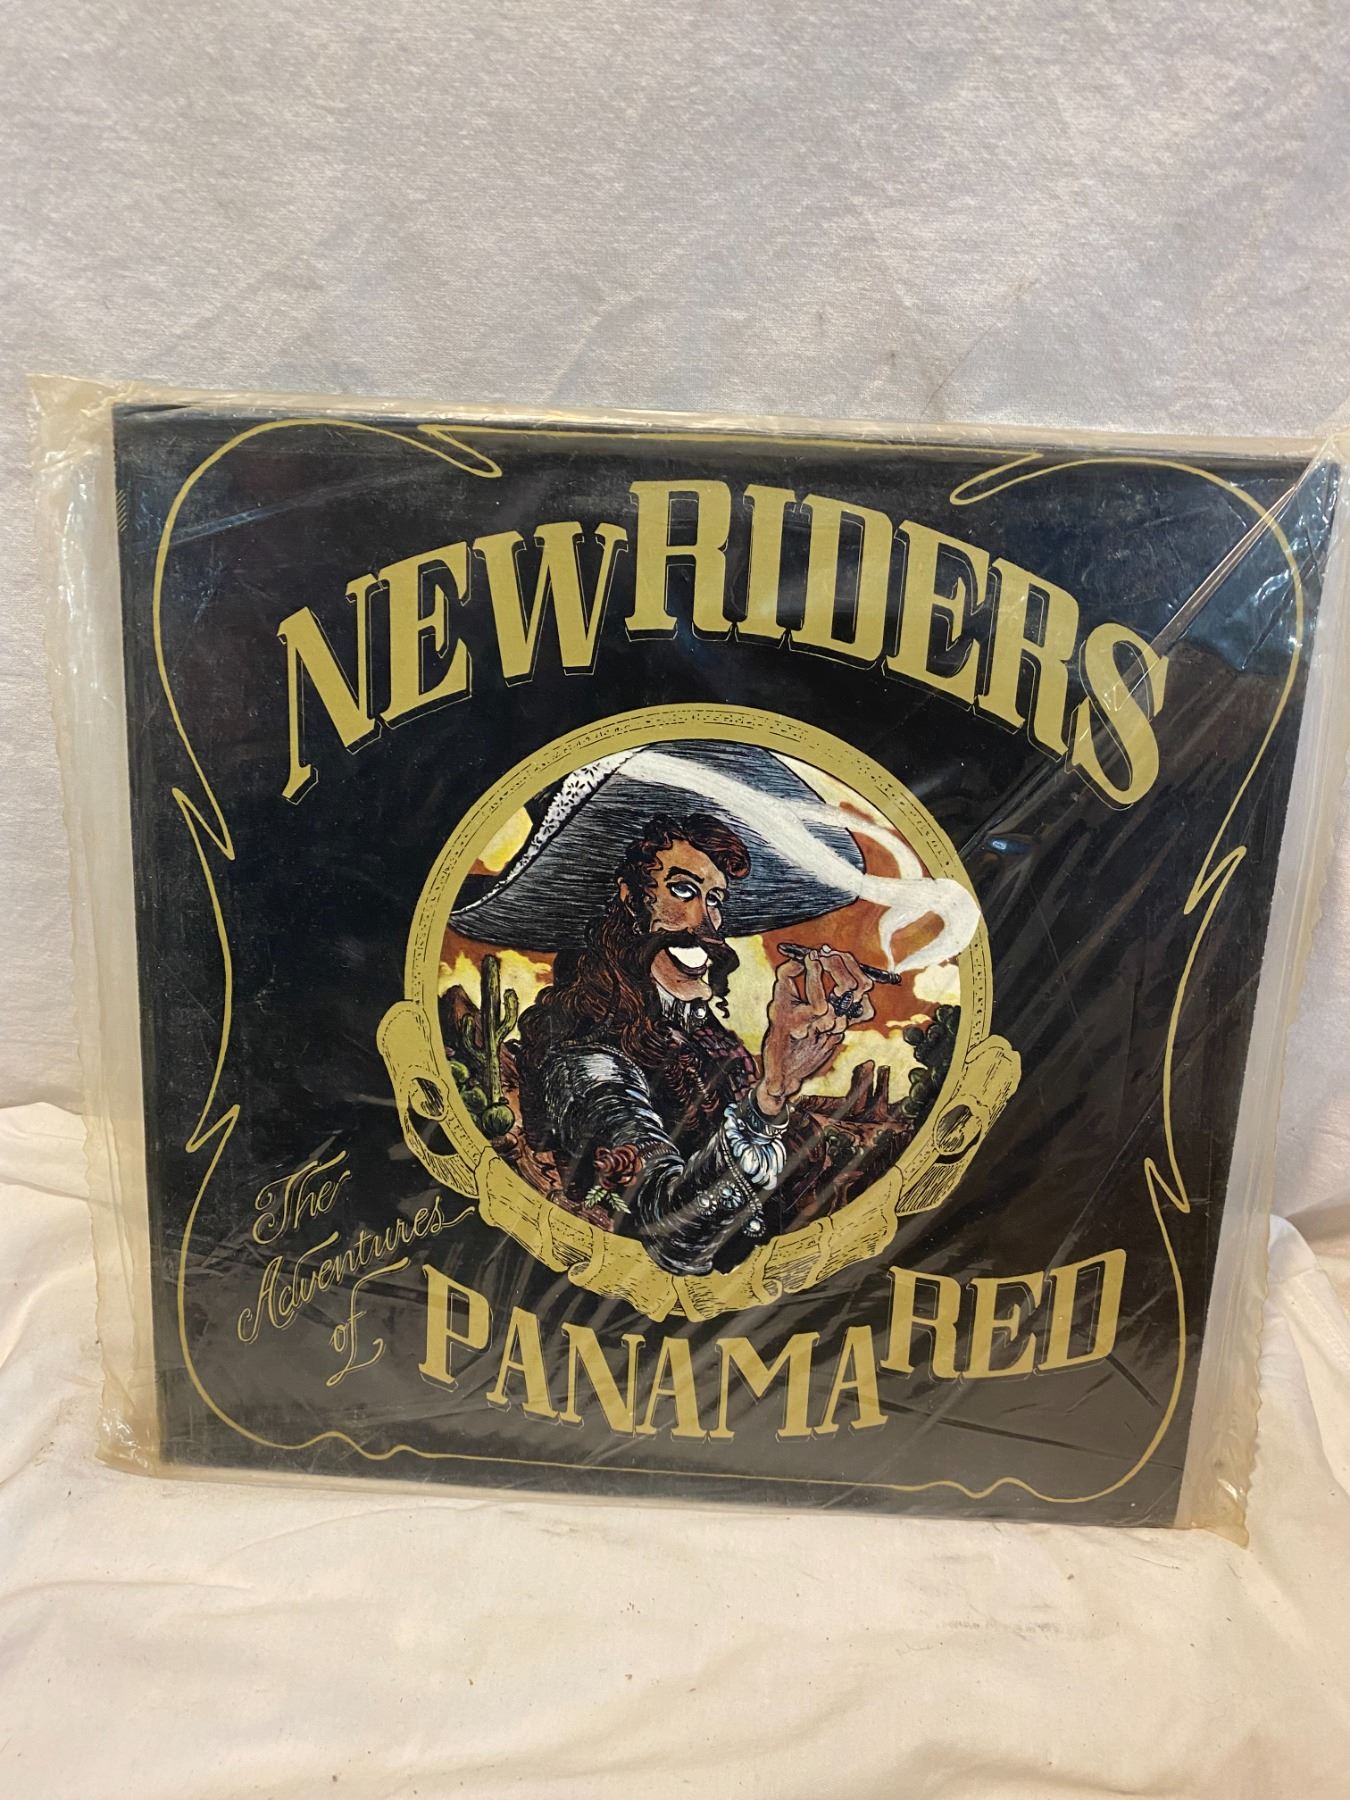 NEW RIDERS
The
Adventures
of
PANAMA RED